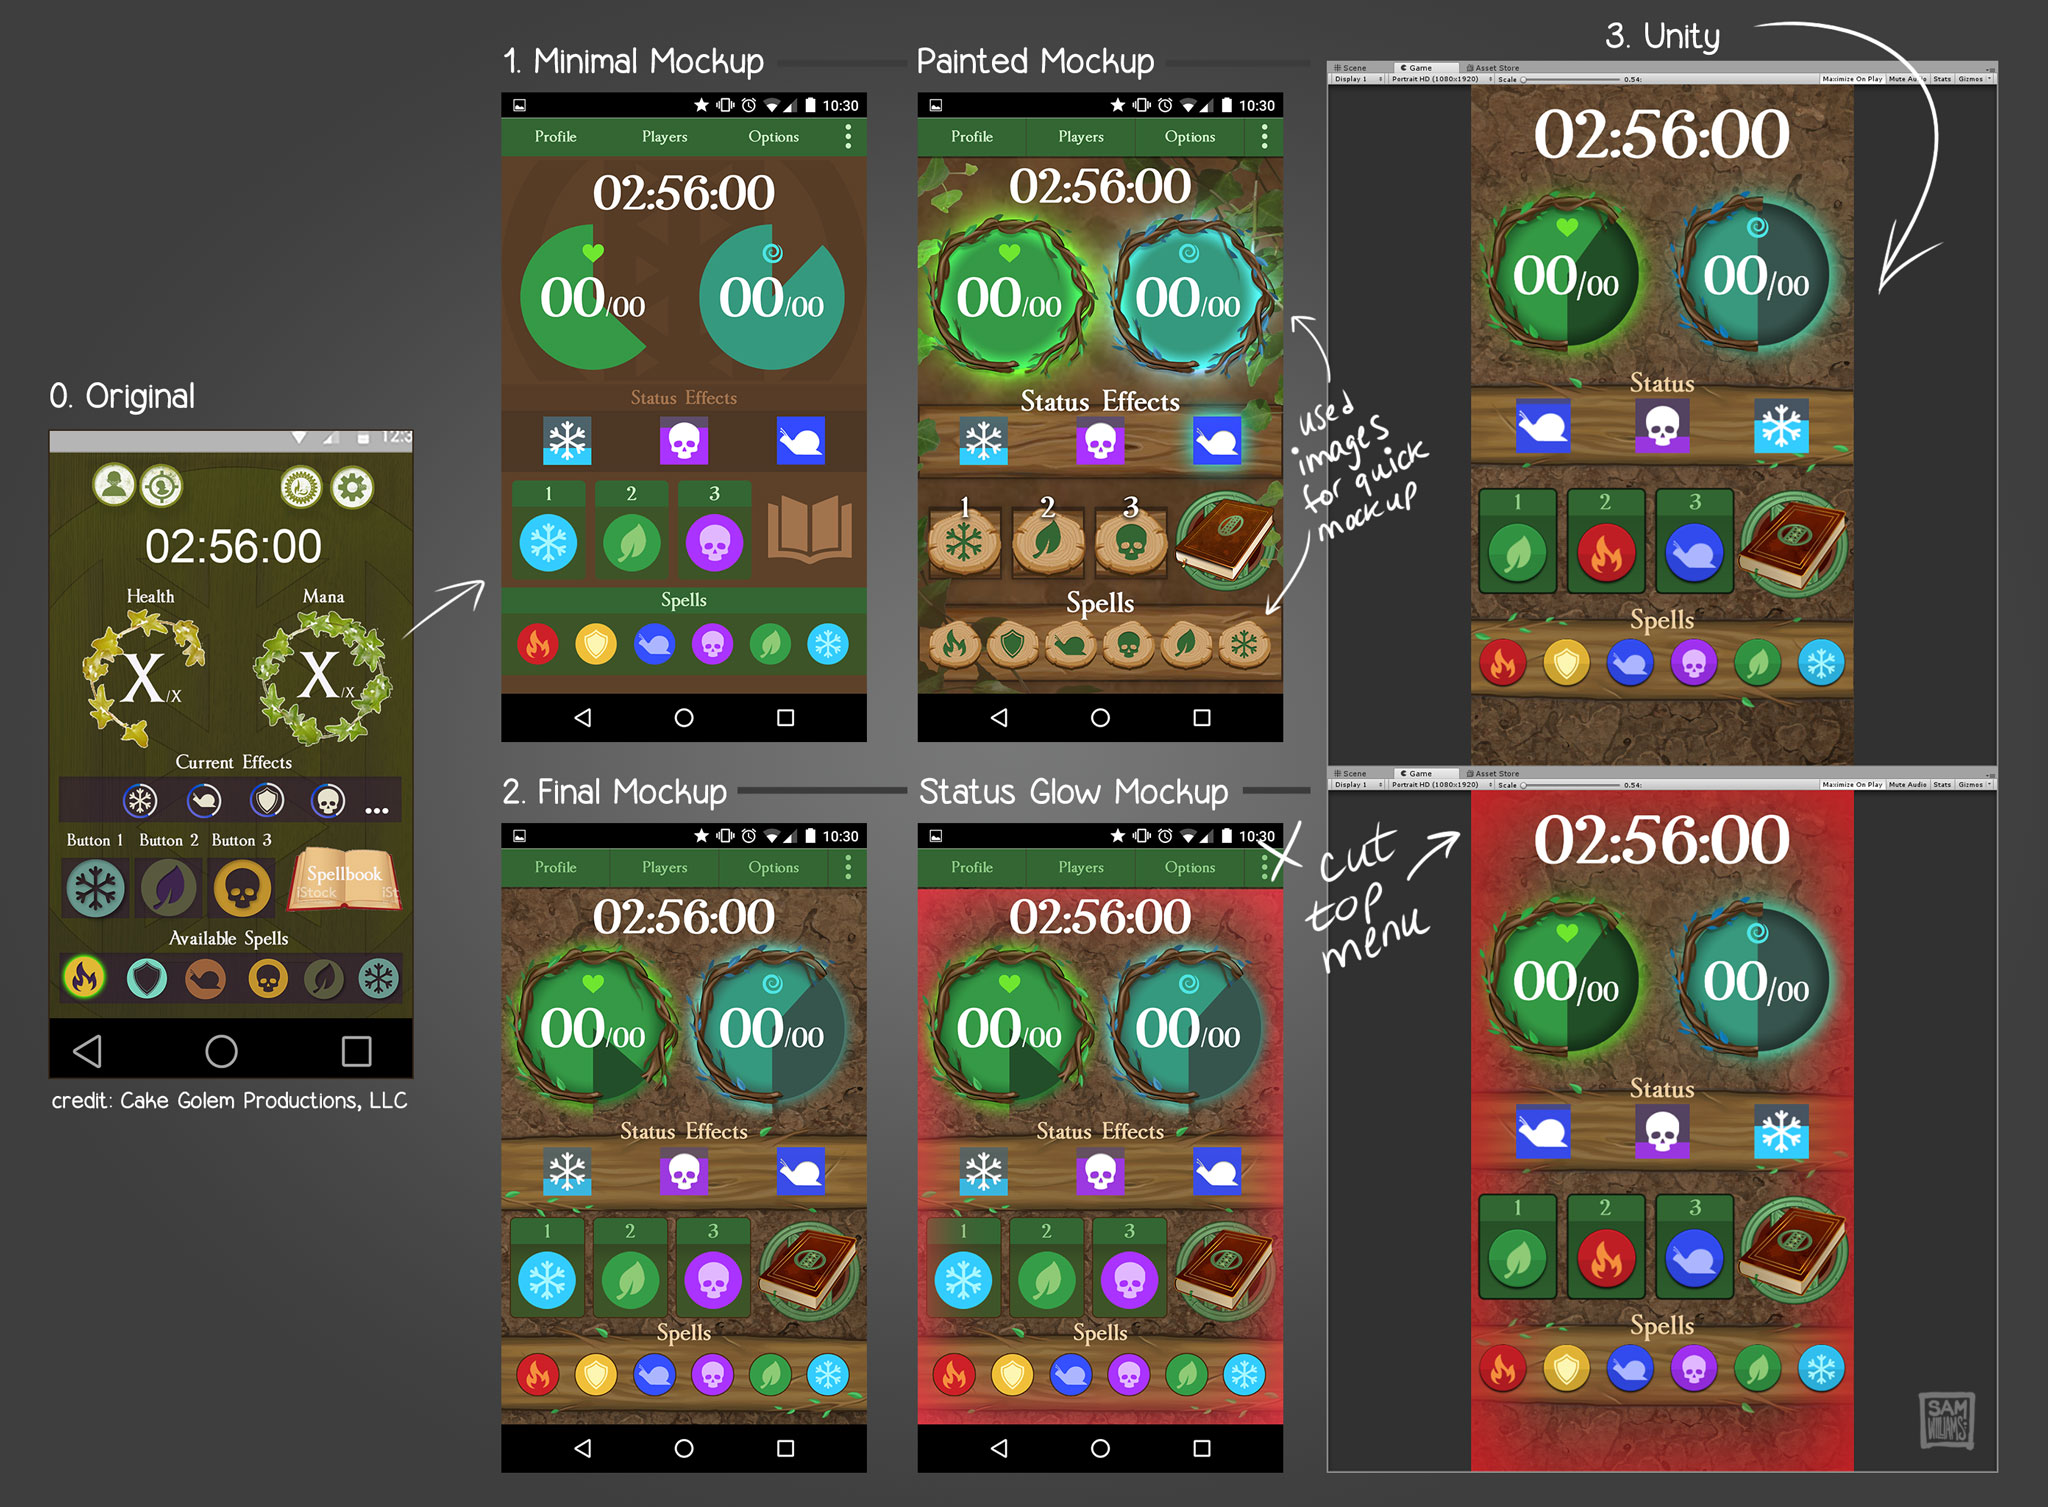 0. Original
12:3
02:56:00
Health
Mana
X/X
X/X
Current Effects
...
Button 1
Button 2
Button 3
Spellbook
iStock
iSt
Available Spells
credit: Cake Golem Productions, LLC
1. Minimal Mockup
10:30
Profile
Players
Options
02:56:00
00/00
00/00
Status Effects
1
2
3
Spells
Painted Mockup
10:30
Profile
Players
Options
02:56:00
00/00
00/00
Status Effects
1
2
3
Spells
used
images
for quick
mockup
2. Final Mockup
10:30
Profile
Players
Options
02:56:00
00/00
00/00
Status Effects
1
2
3
Spells
Status Glow Mockup
10:30
Profile
Players
Options
02:56:00
00/00
00/00
Status Effects
1
2
3
Spells
X cut
top
menu
3. Unity
Scene
Game
Asset Store
Display 1
Portrait HD (1080x1920)
Scale
0.54:
Maximize On Play
Mute Audio
Stats
Gizmos
02:56:00
00/00
00/00
Status
1
2
3
Spells
Scene
Game
Asset Store
Display 1
Portrait HD (1080x1920)
Scale
0.54:
Maximize On Play
Mute Audio
Stats
Gizmos
02:56:00
00/00
00/00
Status
1
2
3
Spells
SAM
WILLIAMS